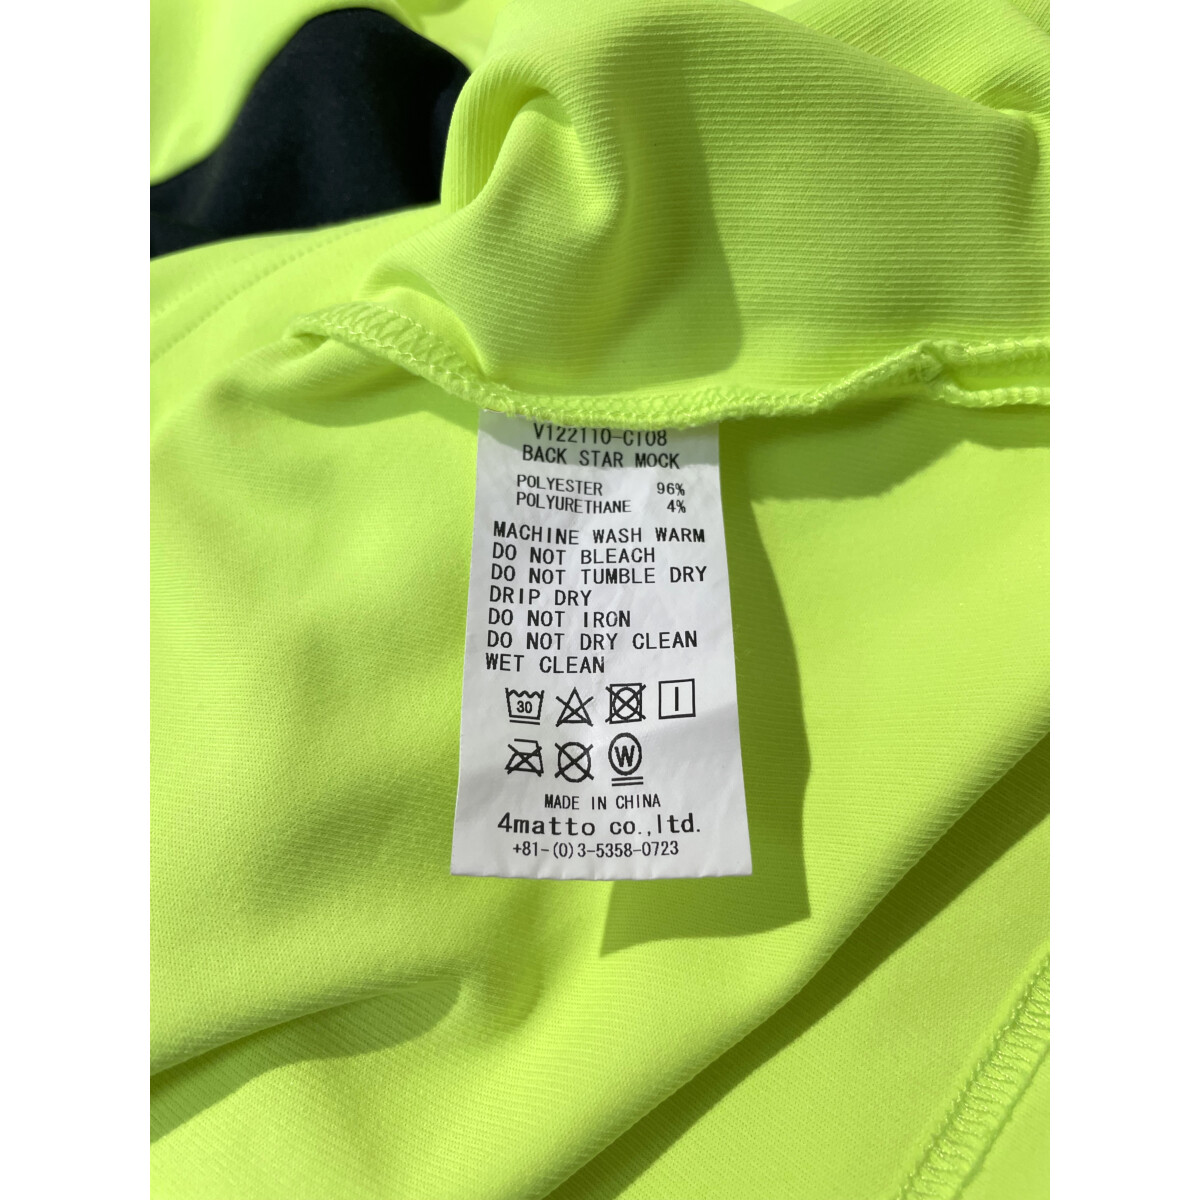 V122110-CT08
BACK STAR MOCK
POLYESTER 96%
POLYURETHANE 4%
MACHINE WASH WARM
DO NOT BLEACH
DO NOT TUMBLE DRY
DRIP DRY
DO NOT IRON
DO NOT DRY CLEAN
WET CLEAN
30
W
MADE IN CHINA
4matto co.,ltd.
+81-(0)3-5358-0723